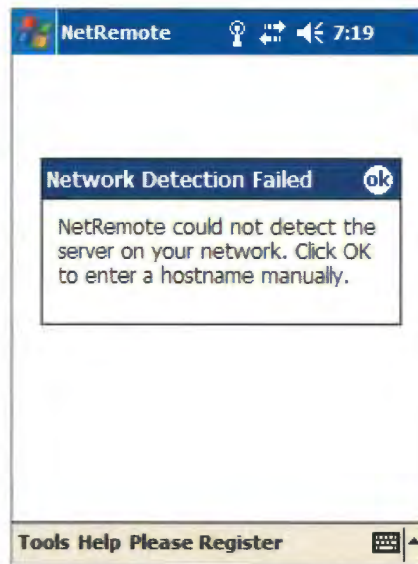 NetRemote 7:19
Network Detection Failed ok
NetRemote could not detect the
server on your network. Click OK
to enter a hostname manually.
Tools Help Please Register